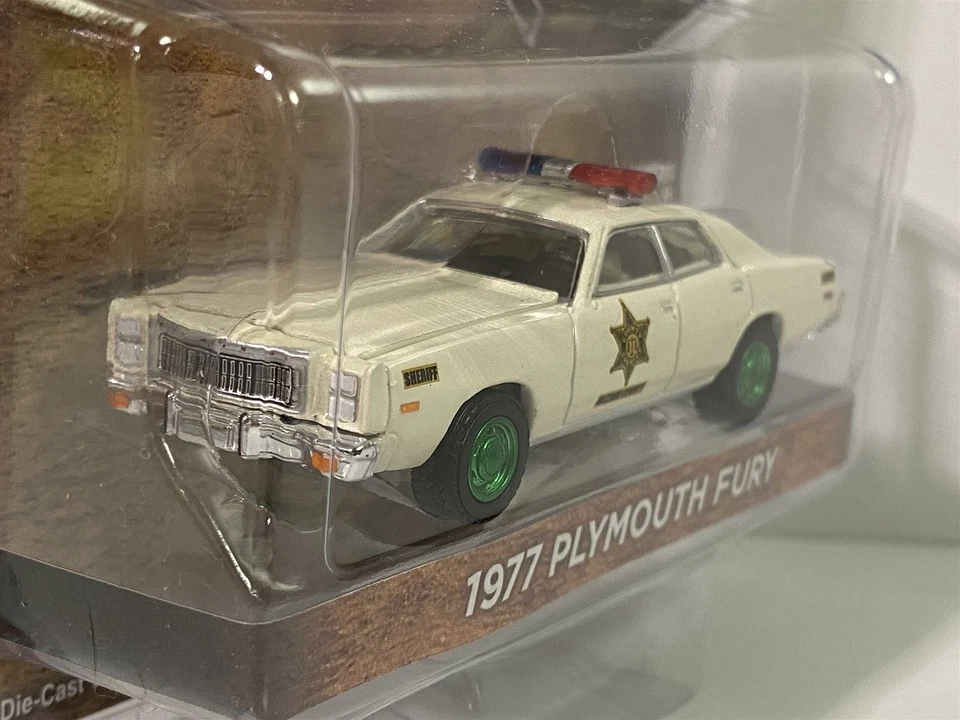 SHERIFF
1977 PLYMOUTH FURY
Die-Cast